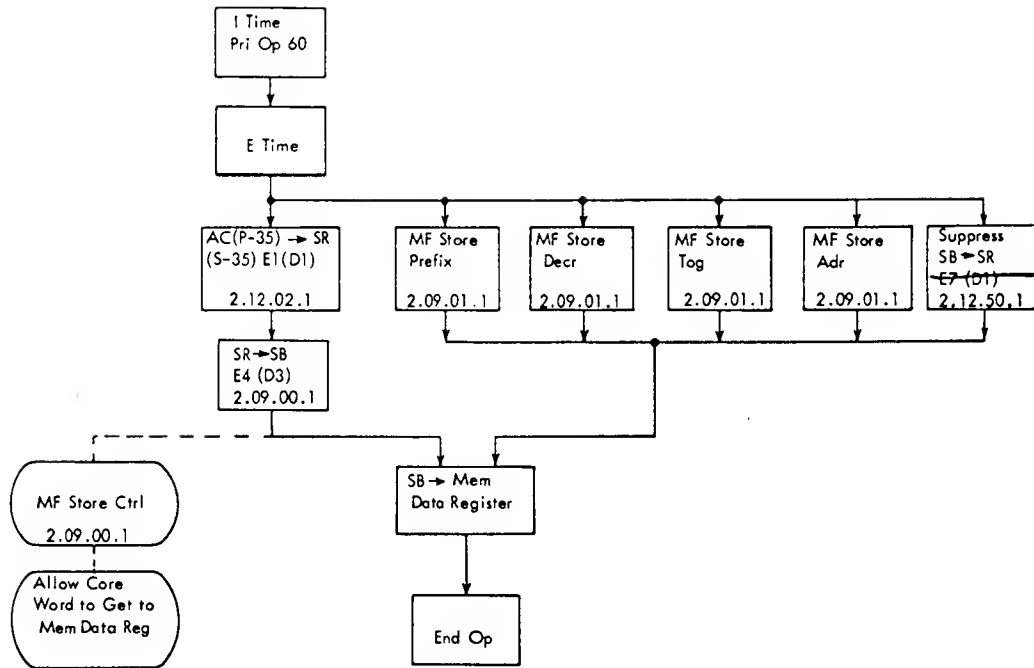 I Time
Pri Op 60
E Time
AC(P-35) → SR
(S-35) E1(D1)
2.12.02.1
MF Store
Prefix
2.09.01.1
MF Store
Decr
2.09.01.1
MF Store
Tog
2.09.01.1
MF Store
Adr
2.09.01.1
Suppress
SB → SR
E7 (D1)
2.12.50.1
SR → SB
E4 (D3)
2.09.00.1
MF Store Ctrl
2.09.00.1
SB → Mem
Data Register
Allow Core
Word to Get to
Mem Data Reg
End Op